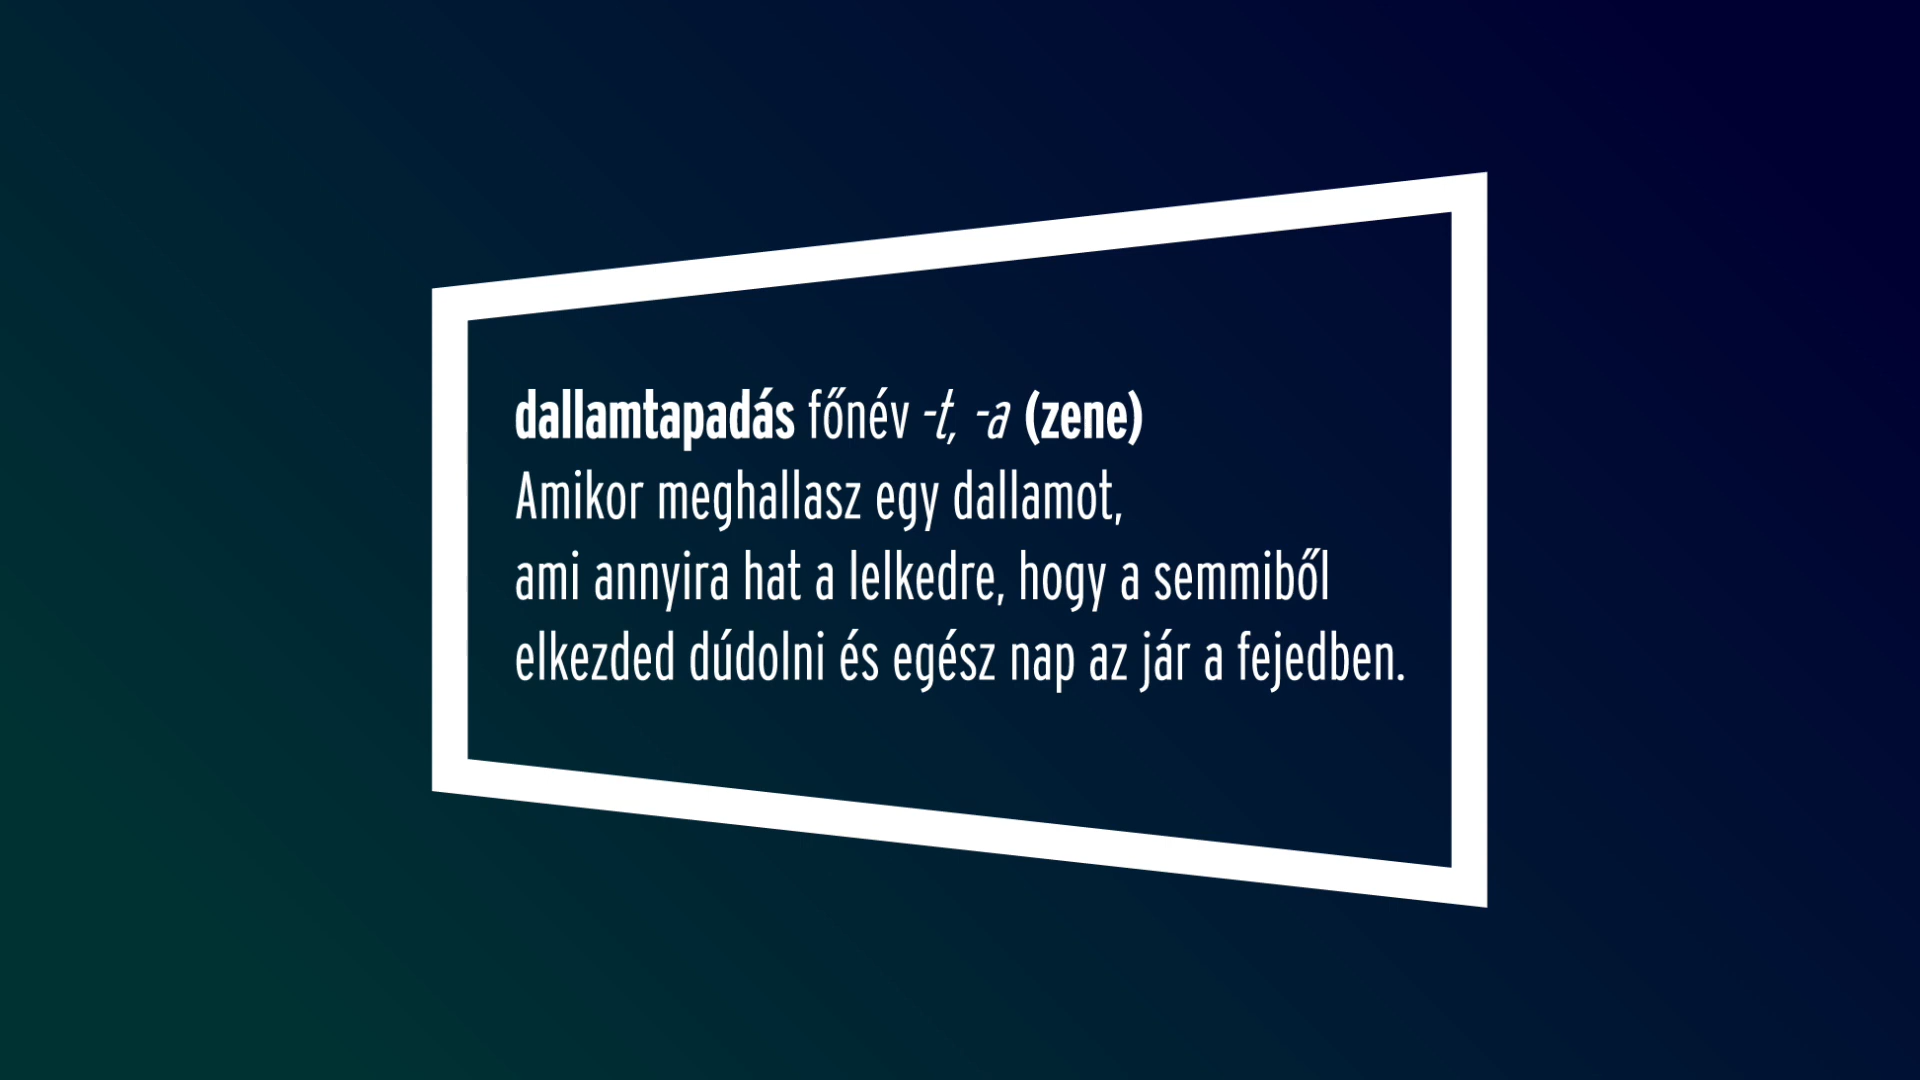 dallamtapadás főnév -t, -a (zene)
Amikor meghallasz egy dallamot,
ami annyira hat a lelkedre, hogy a semmiből
elkezded dúdolni és egész nap az jár a fejedben.